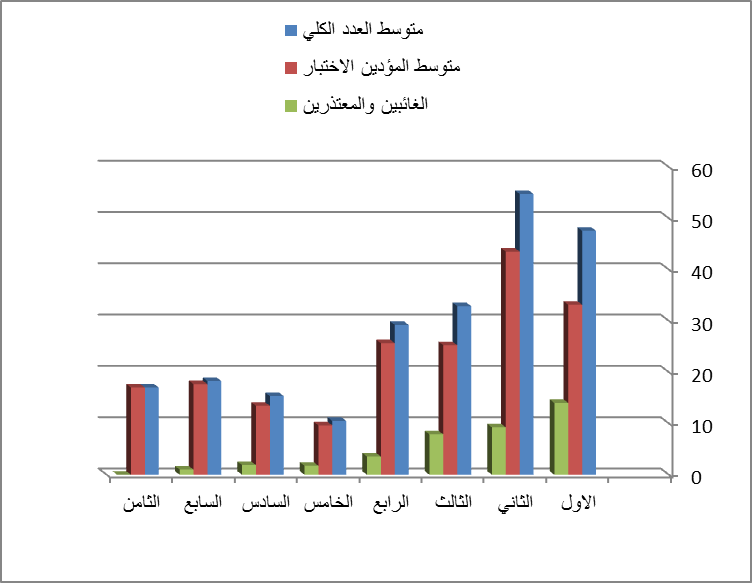 متوسط العدد الكلي
متوسط المؤدين الاختبار
الغائبين والمعتذرين
60
50
40
30
20
10
0
الاول الثاني الثالث الرابع الخامس السادس السابع الثامن